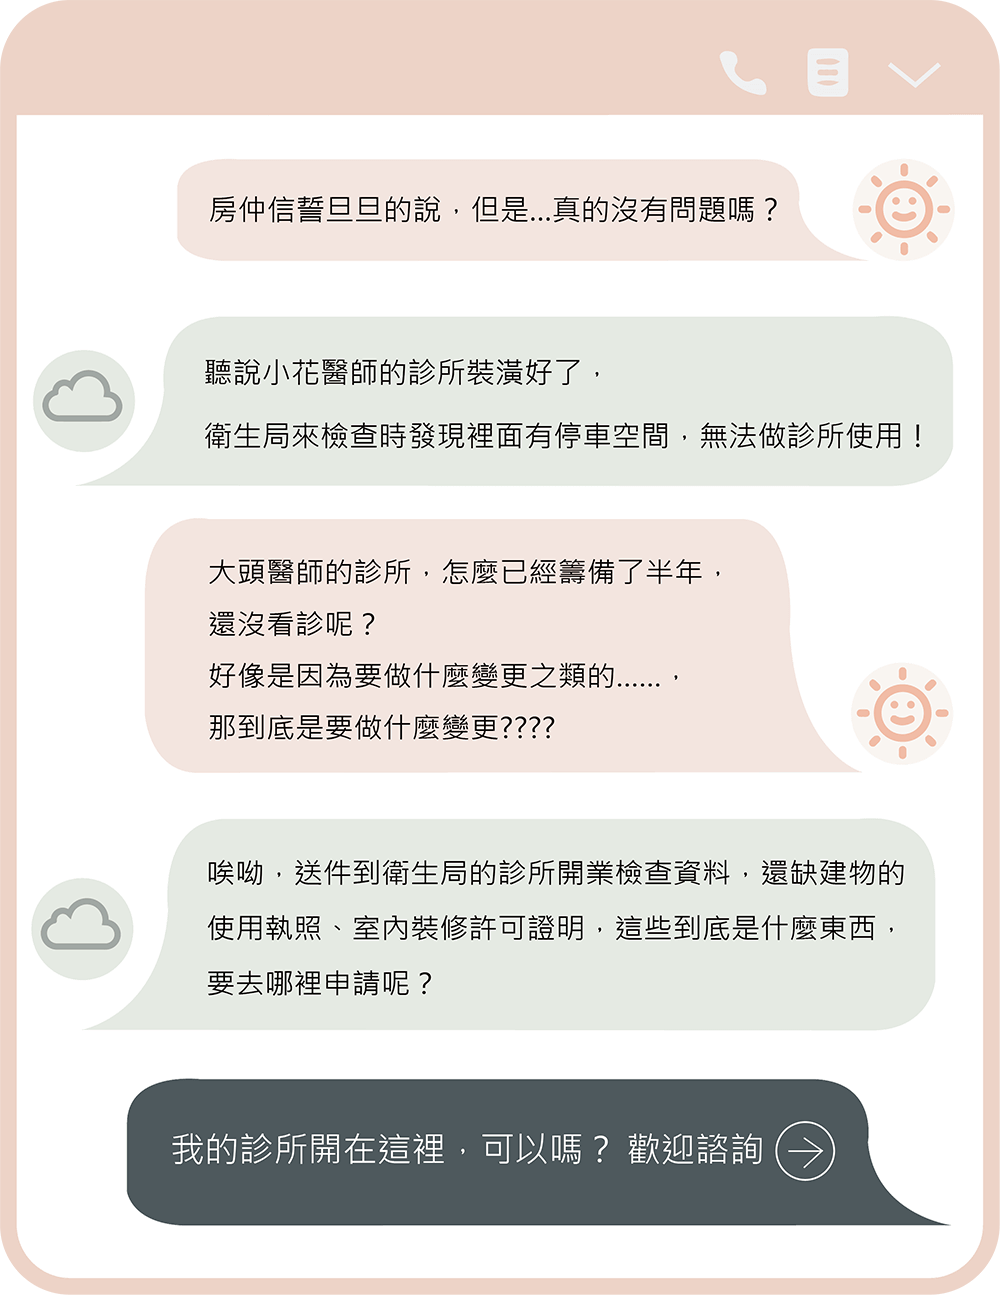 房仲信誓旦旦的說，但是...真的沒有問題嗎？
聽說小花醫師的診所裝潢好了，
衛生局來檢查時發現裡面有停車空間，無法做診所使用！
大頭醫師的診所，怎麼已經籌備了半年，
還沒看診呢？
好像是因為要做什麼變更之類的......，
那到底是要做什麼變更????
唉呦，送件到衛生局的診所開業檢查資料，還缺建物的
使用執照、室內裝修許可證明，這些到底是什麼東西，
要去哪裡申請呢？
我的診所開在這裡，可以嗎？ 歡迎諮詢